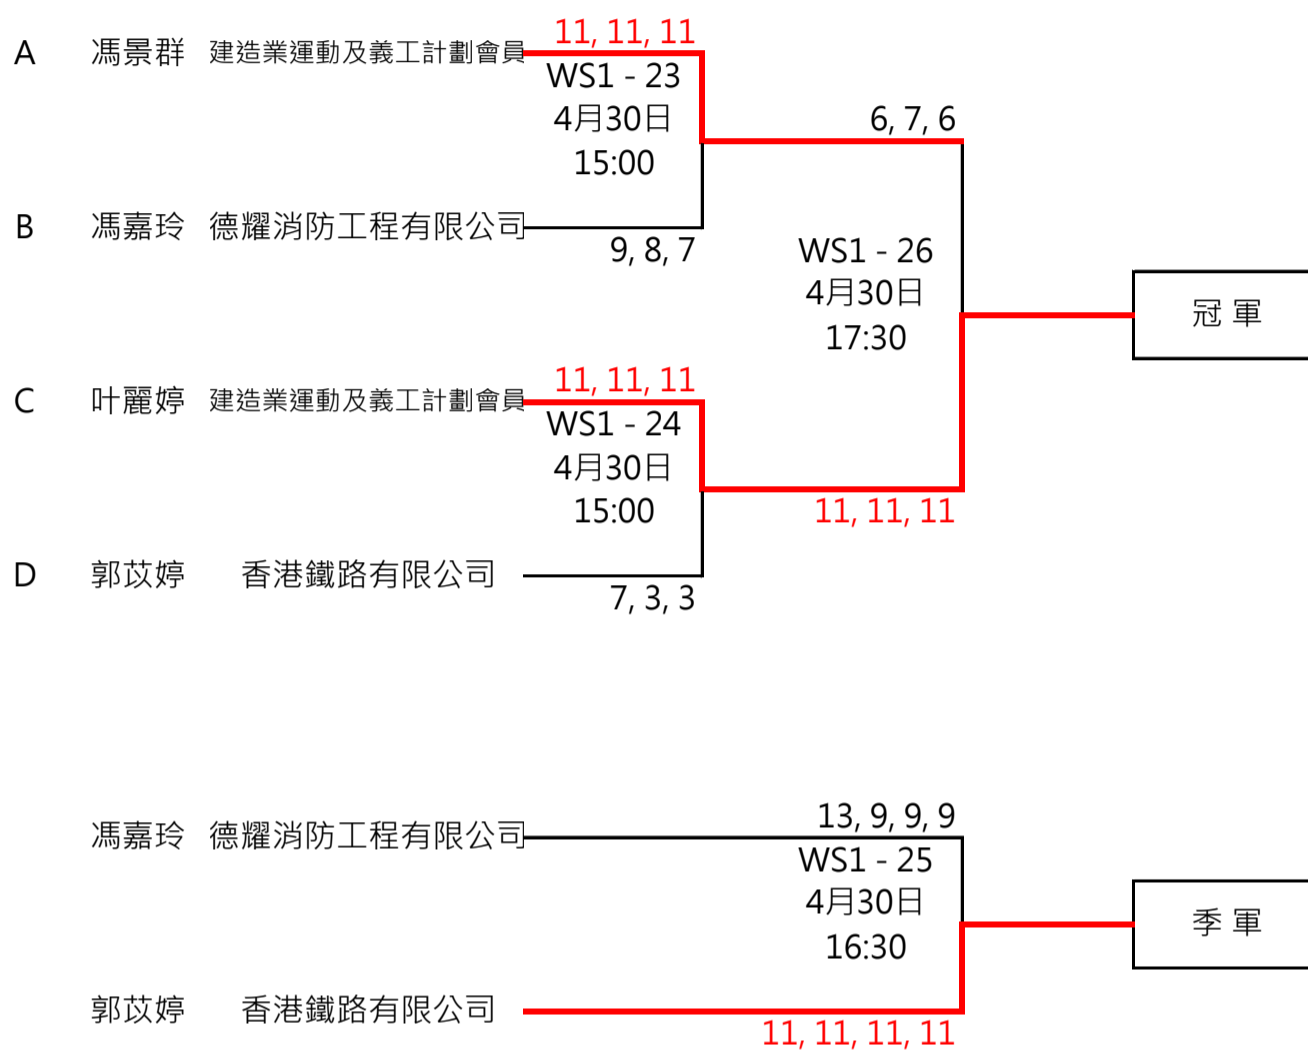 11, 11, 11
A 馮景群 建造業運動及義工計劃會員
WS1 - 23
4月30日
15:00
6, 7, 6
B 馮嘉玲 德耀消防工程有限公司
9, 8, 7
WS1 - 26
4月30日
17:30
冠 軍
11, 11, 11
C 叶麗婷 建造業運動及義工計劃會員
WS1 - 24
4月30日
15:00
11, 11, 11
D 郭苡婷 香港鐵路有限公司
7, 3, 3
13, 9, 9, 9
馮嘉玲 德耀消防工程有限公司
WS1 - 25
4月30日
16:30
季 軍
郭苡婷 香港鐵路有限公司
11, 11, 11, 11